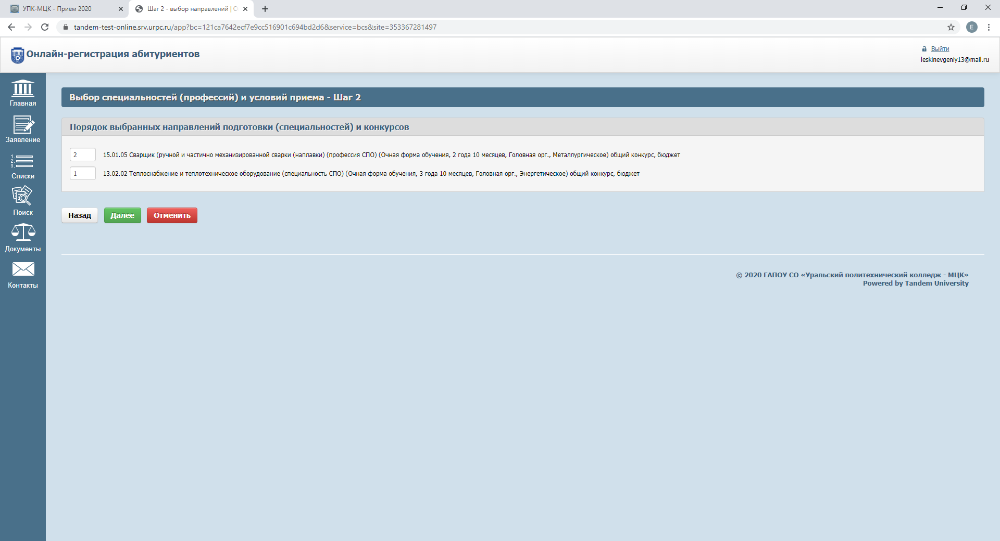 УПК-МЦК - Приём 2020
Шаг 2 - выбор направлений | О
tandem-test-online.srv.urpc.ru/app?bc=121ca7642ecf7e9cc516901c694bd2d6&service=bcs&site=353367281497
E
Онлайн-регистрация абитуриентов
Выйти
leskinevgeniy13@mail.ru
Главная
Заявление
1.
2.
3.
Списки
Поиск
Документы
Контакты
Выбор специальностей (профессий) и условий приема - Шаг 2
Порядок выбранных направлений подготовки (специальностей) и конкурсов
2 15.01.05 Сварщик (ручной и частично механизированной сварки (наплавки) (профессия СПО) (Очная форма обучения, 2 года 10 месяцев, Головная орг., Металлургическое) общий конкурс, бюджет
1 13.02.02 Теплоснабжение и теплотехническое оборудование (специальность СПО) (Очная форма обучения, 3 года 10 месяцев, Головная орг., Энергетическое) общий конкурс, бюджет
Назад Далее Отменить
© 2020 ГАПОУ СО «Уральский политехнический колледж - МЦК»
Powered by Tandem University